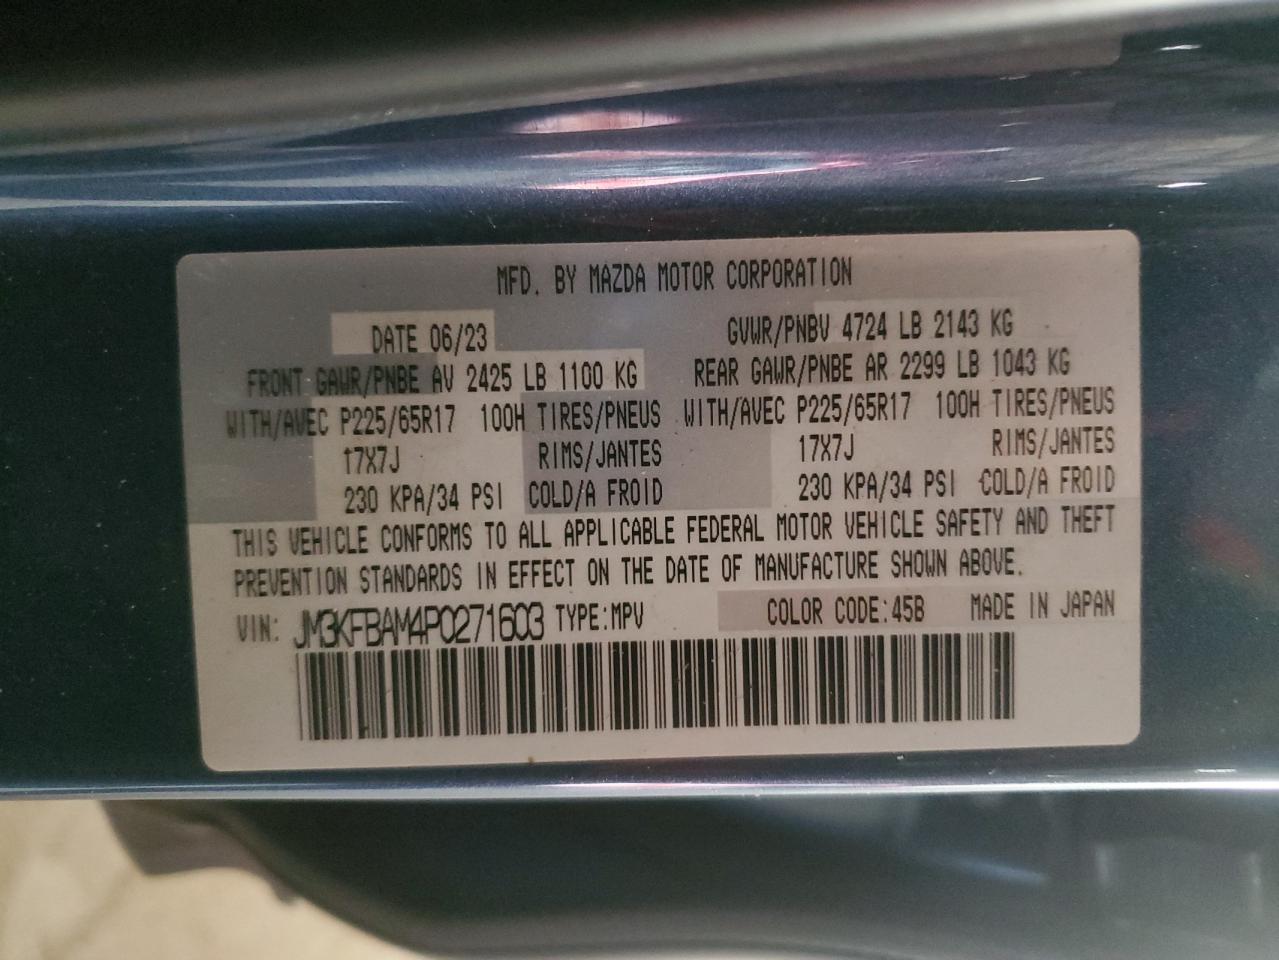 MFD. BY MAZDA MOTOR CORPORATION
DATE 06/23 GVWR/PNBV 4724 LB 2143 KG
FRONT GAWR/PNBE AV 2425 LB 1100 KG REAR GAWR/PNBE AR 2299 LB 1043 KG
WITH/AVEC P225/65R17 100H TIRES/PNEUS WITH/AVEC P225/65R17 100H TIRES/PNEUS
17X7J RIMS/JANTES 17X7J RIMS/JANTES
230 KPA/34 PSI COLD/A FROID 230 KPA/34 PSI COLD/A FROID
THIS VEHICLE CONFORMS TO ALL APPLICABLE FEDERAL MOTOR VEHICLE SAFETY AND THEFT
PREVENTION STANDARDS IN EFFECT ON THE DATE OF MANUFACTURE SHOWN ABOVE.
VIN: JM3KFBAM4P0271603 TYPE:MPV COLOR CODE:45B MADE IN JAPAN